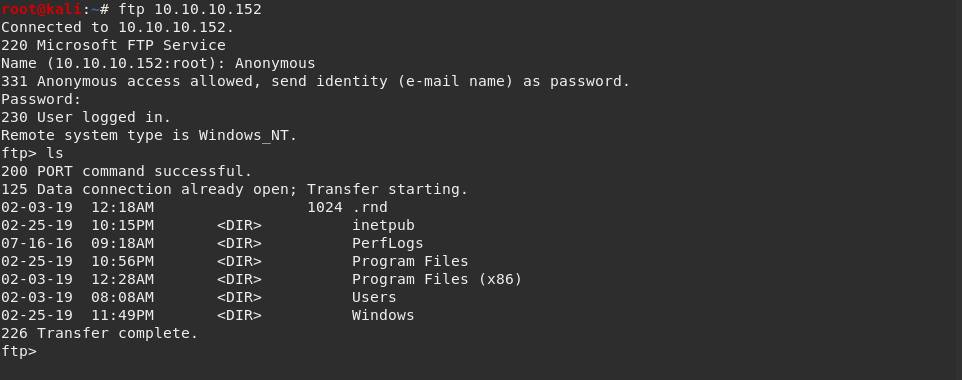 root@kali:~# ftp 10.10.10.152
Connected to 10.10.10.152.
220 Microsoft FTP Service
Name (10.10.10.152:root): Anonymous
331 Anonymous access allowed, send identity (e-mail name) as password.
Password:
230 User logged in.
Remote system type is Windows_NT.
ftp> ls
200 PORT command successful.
125 Data connection already open; Transfer starting.
02-03-19  12:18AM                 1024 .rnd
02-25-19  10:15PM       <DIR>          inetpub
07-16-16  09:18AM       <DIR>          PerfLogs
02-25-19  10:56PM       <DIR>          Program Files
02-03-19  12:28AM       <DIR>          Program Files (x86)
02-03-19  08:08AM       <DIR>          Users
02-25-19  11:49PM       <DIR>          Windows
226 Transfer complete.
ftp>